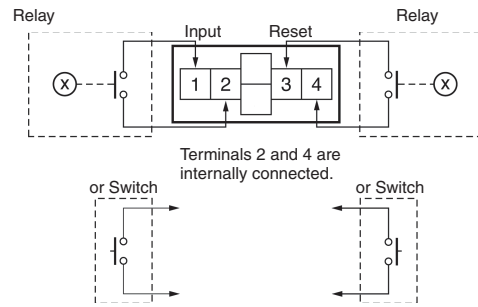 Relay
Relay
Input
Reset
X
1
2
3
4
X
Terminals 2 and 4 are
internally connected.
or Switch
or Switch